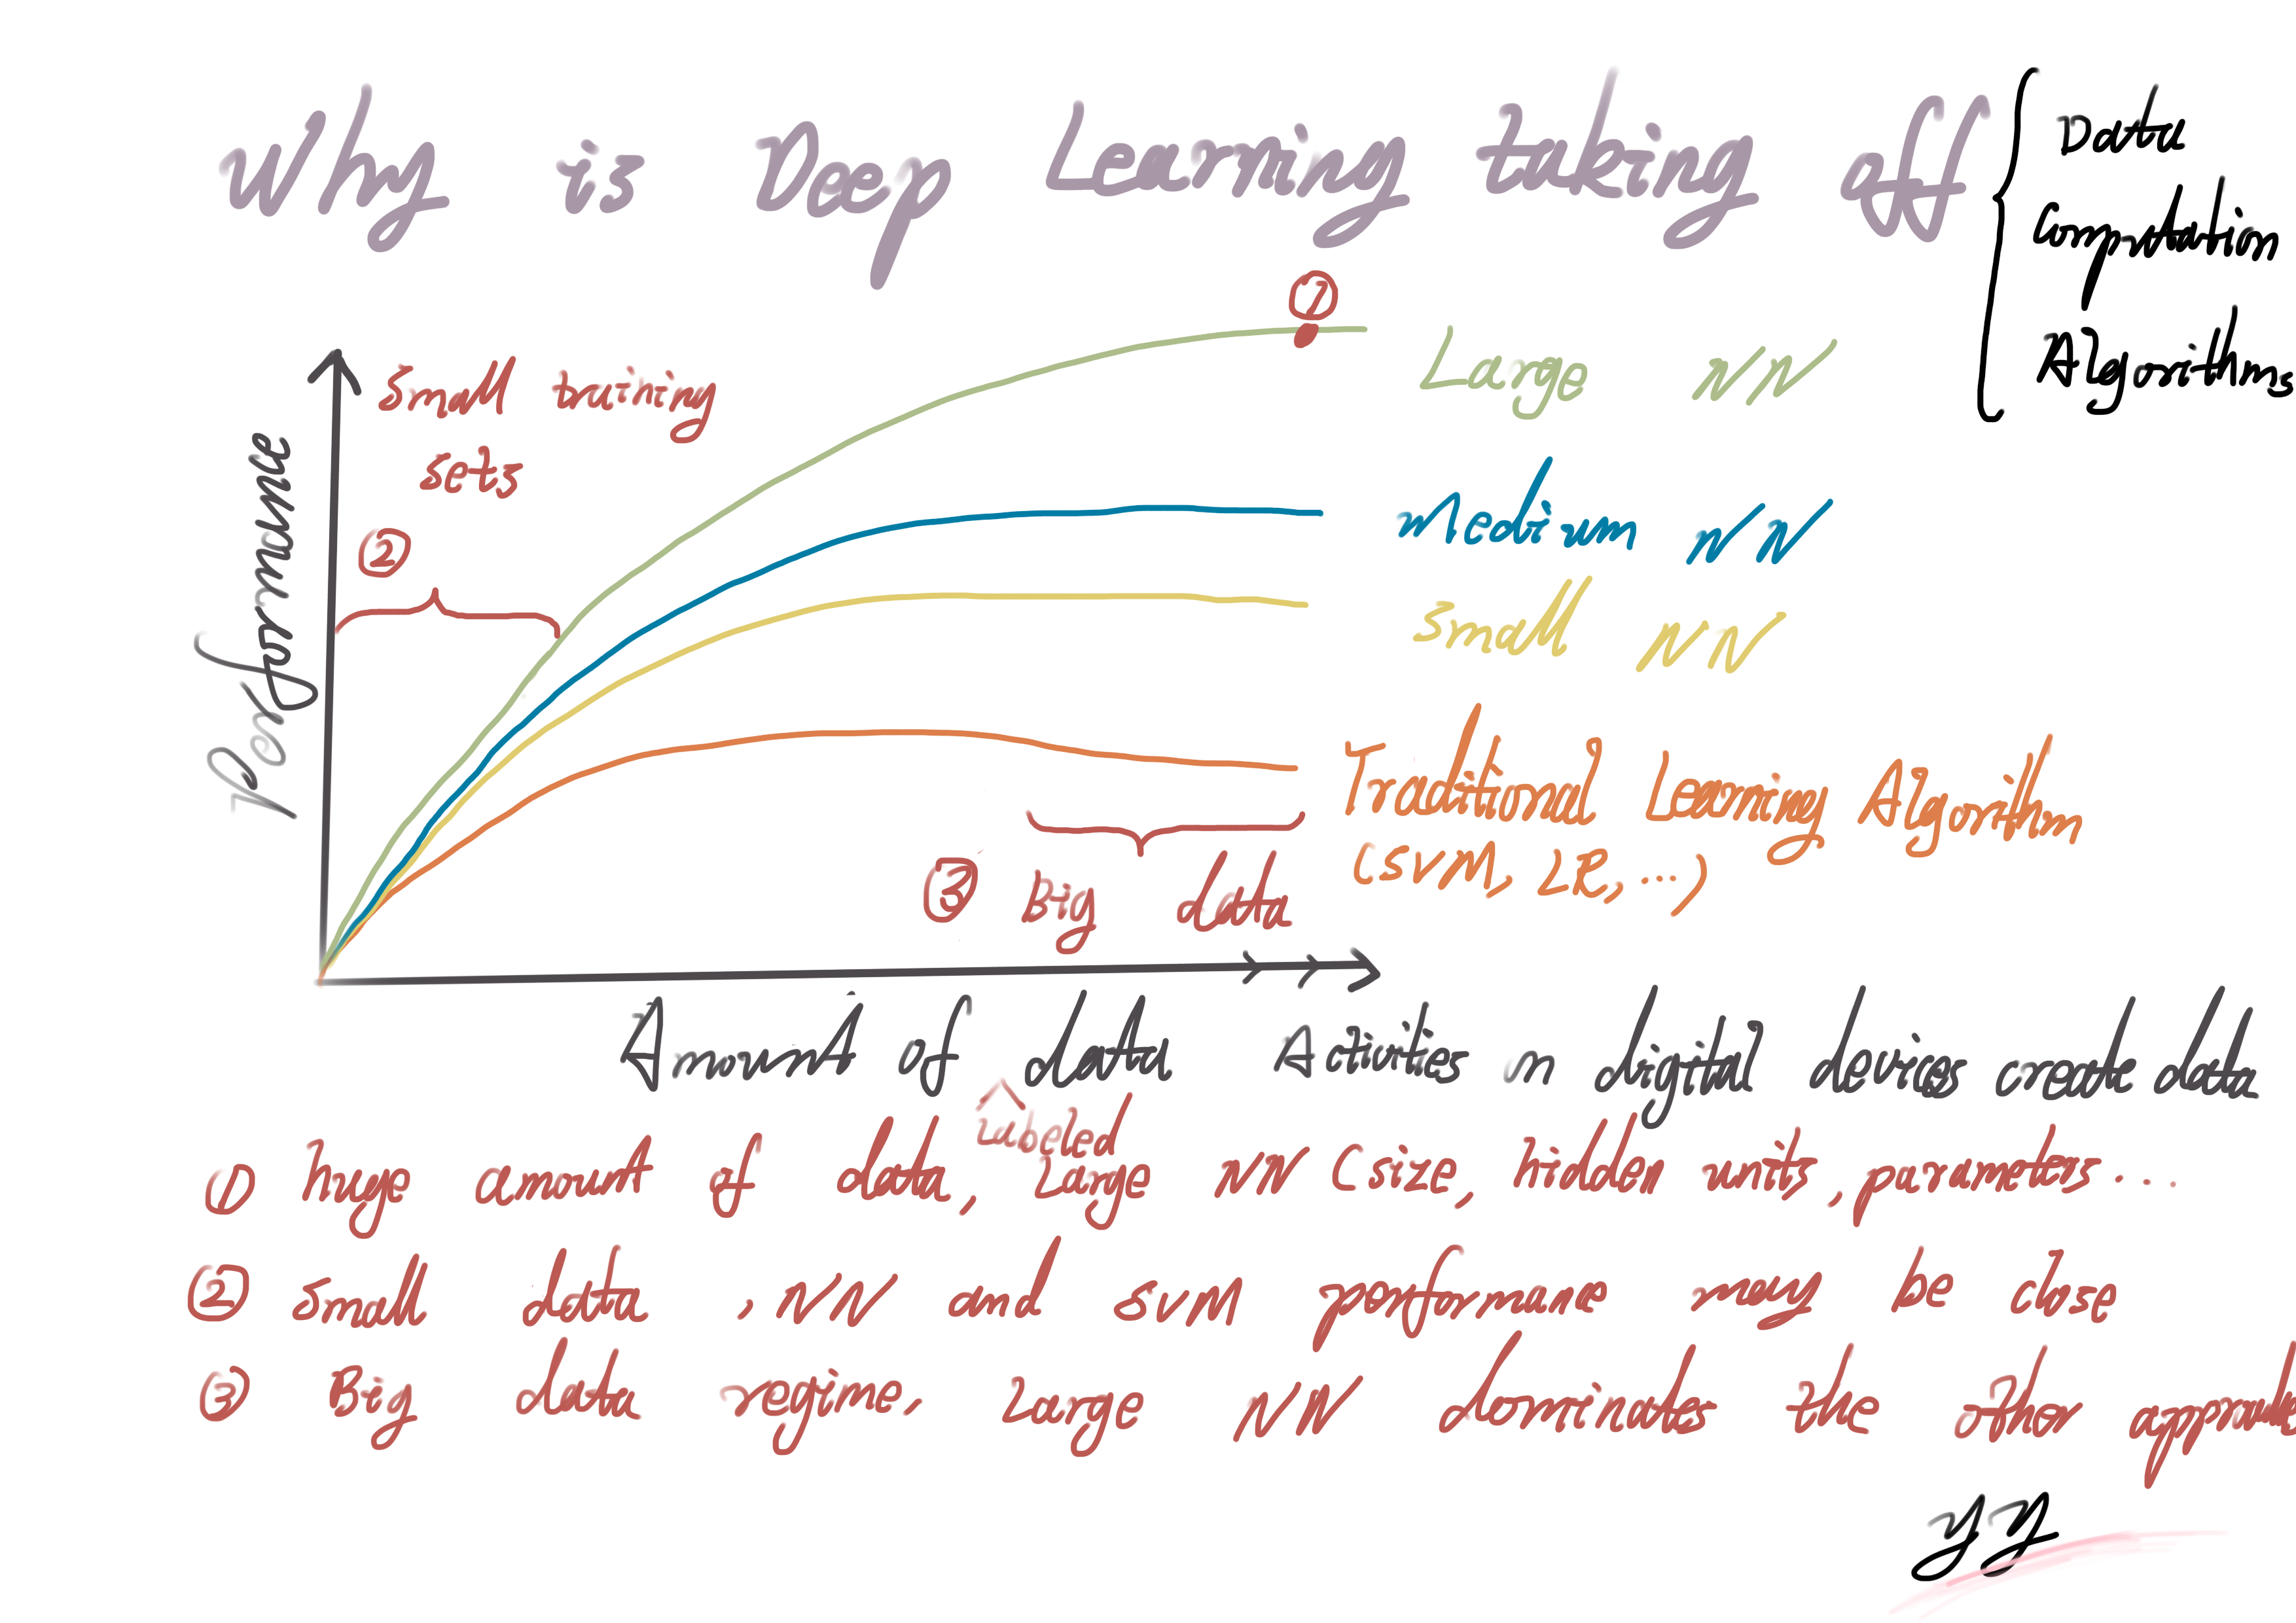 Why is Deep Learning taking off
Data
Computation
Algorithms
①
Large NN
small training
sets
②
Medium NN
small NN
Performance
Traditional Learning Algorithm
(SVM, LR, ...)
③ Big data
Amount of data Activities on digital devices create data
Labeled
① huge amount of data, Large NN (size, hidden units, parameters...
② small data, NN and SVM performance may be close
③ Big data regime, Large NN dominates the other